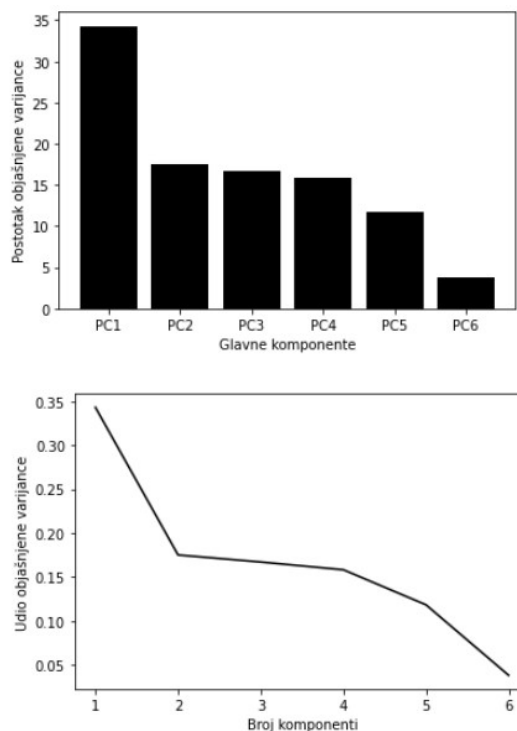 Postotak objašnjene varijance
35
30
25
20
15
10
5
0
PC1 PC2 PC3 PC4 PC5 PC6
Glavne komponente
Udio objašnjene varijance
0.35
0.30
0.25
0.20
0.15
0.10
0.05
1 2 3 4 5 6
Broj komponenti